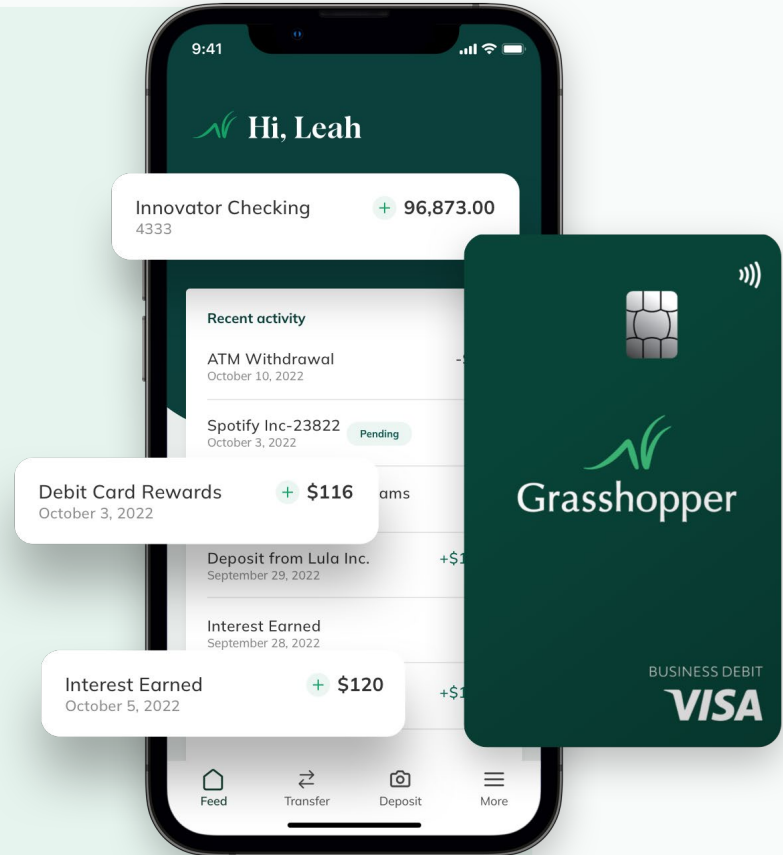 9:41
Hi, Leah
Innovator Checking + 96,873.00
4333
Recent activity
ATM Withdrawal
October 10, 2022
Spotify Inc-23822 Pending
October 3, 2022
Debit Card Rewards + $116
October 3, 2022
ams
Deposit from Lula Inc. +$1
September 29, 2022
Interest Earned
September 28, 2022
Interest Earned + $120
October 5, 2022
+$1
Feed Transfer Deposit More
Grasshopper
BUSINESS DEBIT
VISA